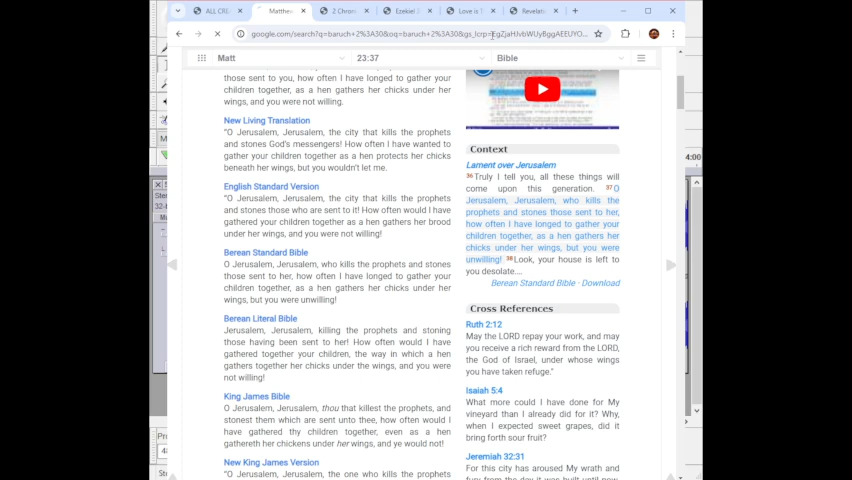 ALL CRE
Matthew
2 Chron
Ezekiel 2
Love is T
Revelati
google.com/search?q=baruch+2%3A30&oq=baruch+2%3A30&gs_lcrp=EgZjaHJvbWUyBggAEEUYO...
Matt 23:37 Bible
those sent to you, how often I have longed to gather your
children together, as a hen gathers her chicks under her
wings, and you were not willing.
New Living Translation
“O Jerusalem, Jerusalem, the city that kills the prophets
and stones God’s messengers! How often I have wanted to
gather your children together as a hen protects her chicks
beneath her wings, but you wouldn’t let me.
English Standard Version
“O Jerusalem, Jerusalem, the city that kills the prophets
and stones those who are sent to it! How often would I have
gathered your children together as a hen gathers her brood
under her wings, and you were not willing!
Berean Standard Bible
O Jerusalem, Jerusalem, who kills the prophets and stones
those sent to her, how often I have longed to gather your
children together, as a hen gathers her chicks under her
wings, but you were unwilling!
Berean Literal Bible
Jerusalem, Jerusalem, killing the prophets and stoning
those having been sent to her! How often would I have
gathered together your children, the way in which a hen
gathers together her chicks under the wings, and you were
not willing!
King James Bible
O Jerusalem, Jerusalem, thou that killest the prophets, and
stonest them which are sent unto thee, how often would I
have gathered thy children together, even as a hen
gathereth her chickens under her wings, and ye would not!
New King James Version
“O Jerusalem, Jerusalem, the one who kills the prophets
Context
Lament over Jerusalem
36 Truly I tell you, all these things will
come upon this generation. 37 O
Jerusalem, Jerusalem, who kills the
prophets and stones those sent to her,
how often I have longed to gather your
children together, as a hen gathers her
chicks under her wings, but you were
unwilling! 38 Look, your house is left to
you desolate....
Berean Standard Bible · Download
Cross References
Ruth 2:12
May the LORD repay your work, and may
you receive a rich reward from the LORD,
the God of Israel, under whose wings
you have taken refuge.”
Isaiah 5:4
What more could I have done for My
vineyard than I already did for it? Why,
when I expected sweet grapes, did it
bring forth sour fruit?
Jeremiah 32:31
For this city has aroused My wrath and
fury from the day it was built until now.
4:00